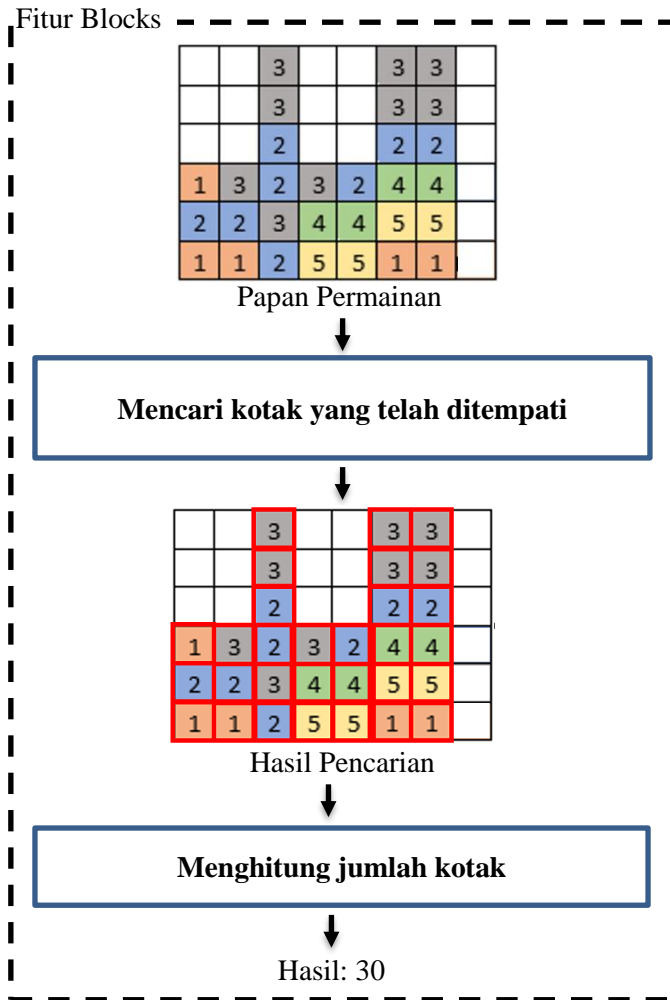 Fitur Blocks
3 3 3
3 3 3
2 2 2
1 3 2 3 2 4 4
2 2 3 4 4 5 5
1 1 2 5 5 1 1
Papan Permainan
Mencari kotak yang telah ditempati
3 3 3
3 3 3
2 2 2
1 3 2 3 2 4 4
2 2 3 4 4 5 5
1 1 2 5 5 1 1
Hasil Pencarian
Menghitung jumlah kotak
Hasil: 30